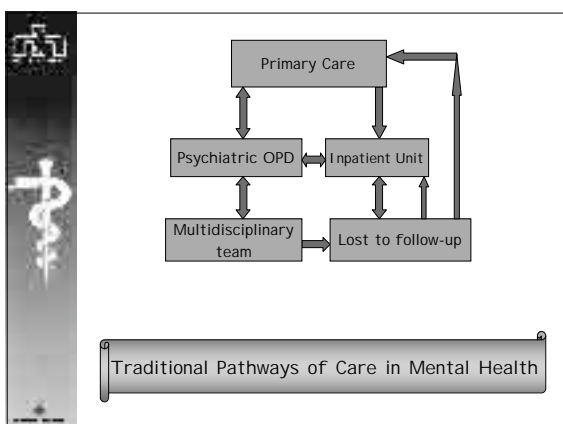 Primary Care
Psychiatric OPD
Inpatient Unit
Multidisciplinary
team
Lost to follow-up
Traditional Pathways of Care in Mental Health